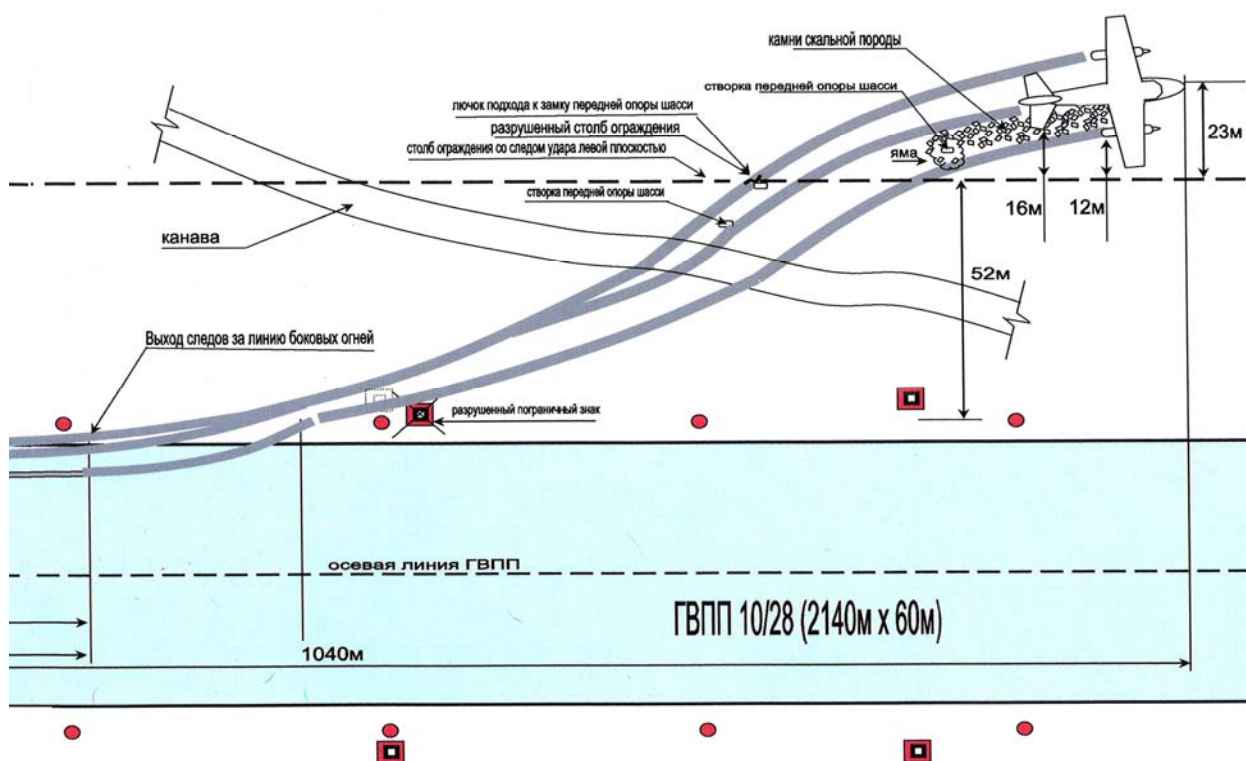 камни скальной породы
створка передней опоры шасси
лючок подхода к замку передней опоры шасси
разрушенный столб ограждения
столб ограждения со следом удара левой плоскостью
23м
яма
створка передней опоры шасси
16м
12м
канава
52м
Выход следов за линию боковых огней
разрушенный пограничный знак
осевая линия ГВПП
ГВПП 10/28 (2140м x 60м)
1040м